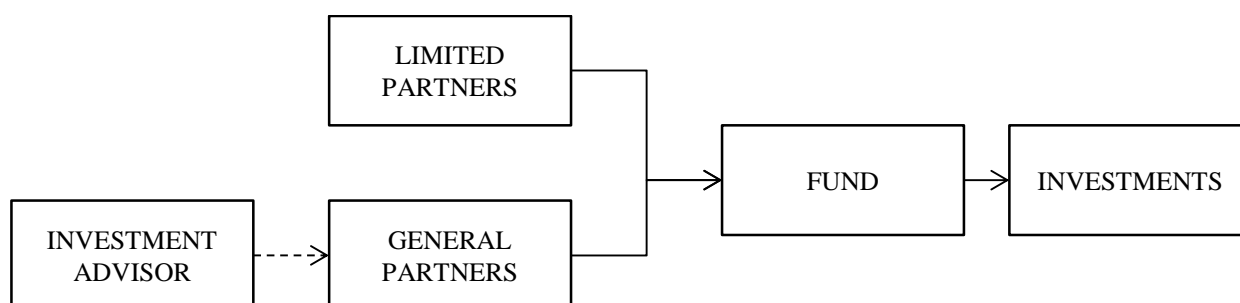 LIMITED
PARTNERS
FUND
INVESTMENTS
INVESTMENT
ADVISOR
GENERAL
PARTNERS